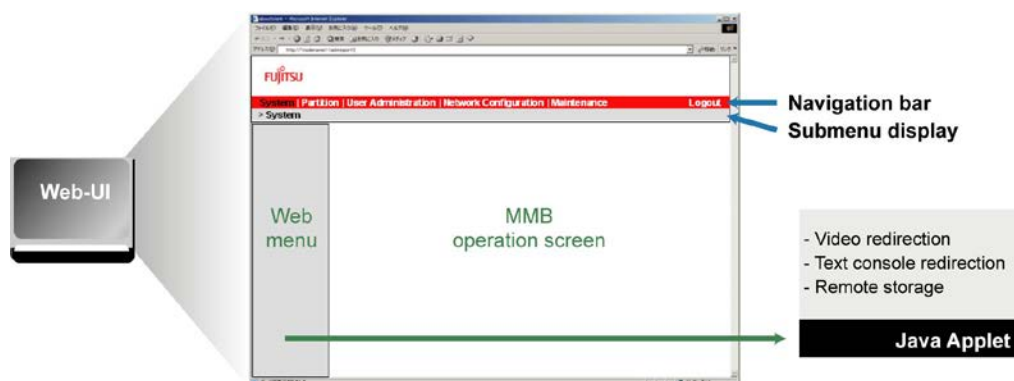 FUJITSU
System | Partition | User Administration | Network Configuration | Maintenance
Logout
> System
Navigation bar
Submenu display
Web-UI
Web
menu
MMB
operation screen
- Video redirection
- Text console redirection
- Remote storage
Java Applet